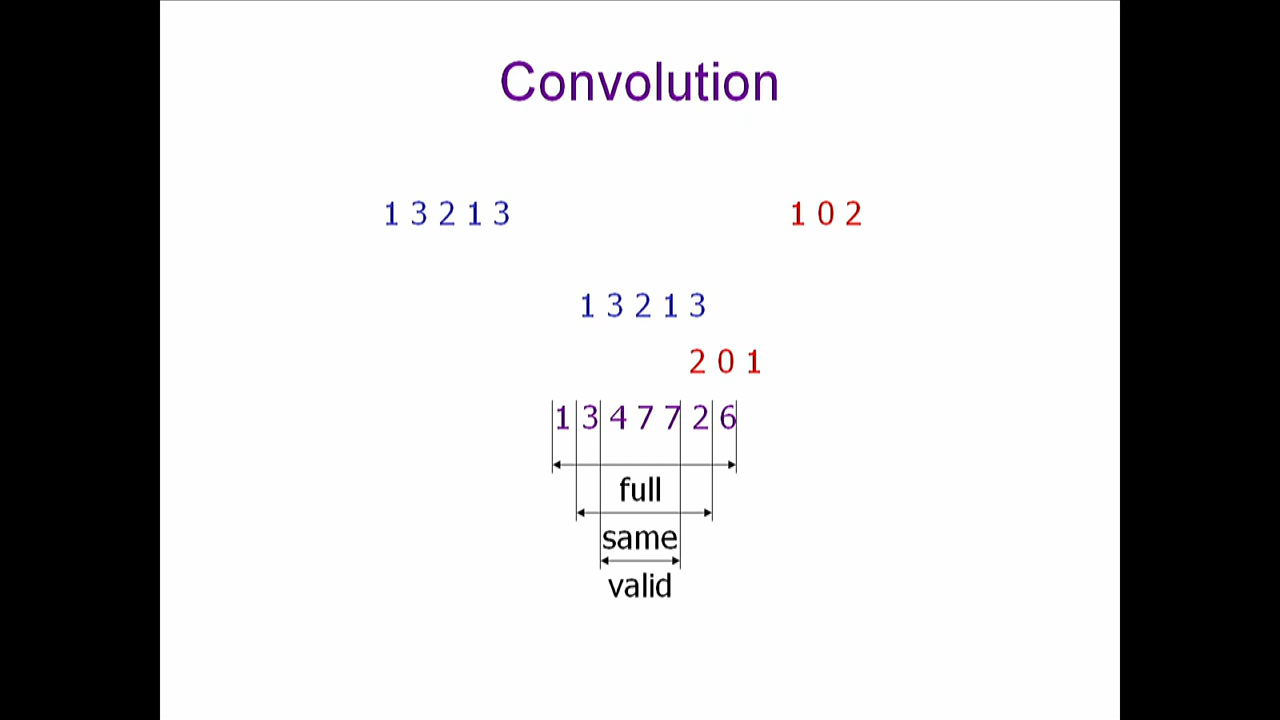 Convolution
1 3 2 1 3
1 0 2
1 3 2 1 3
2 0 1
1 3 4 7 7 2 6
full
same
valid